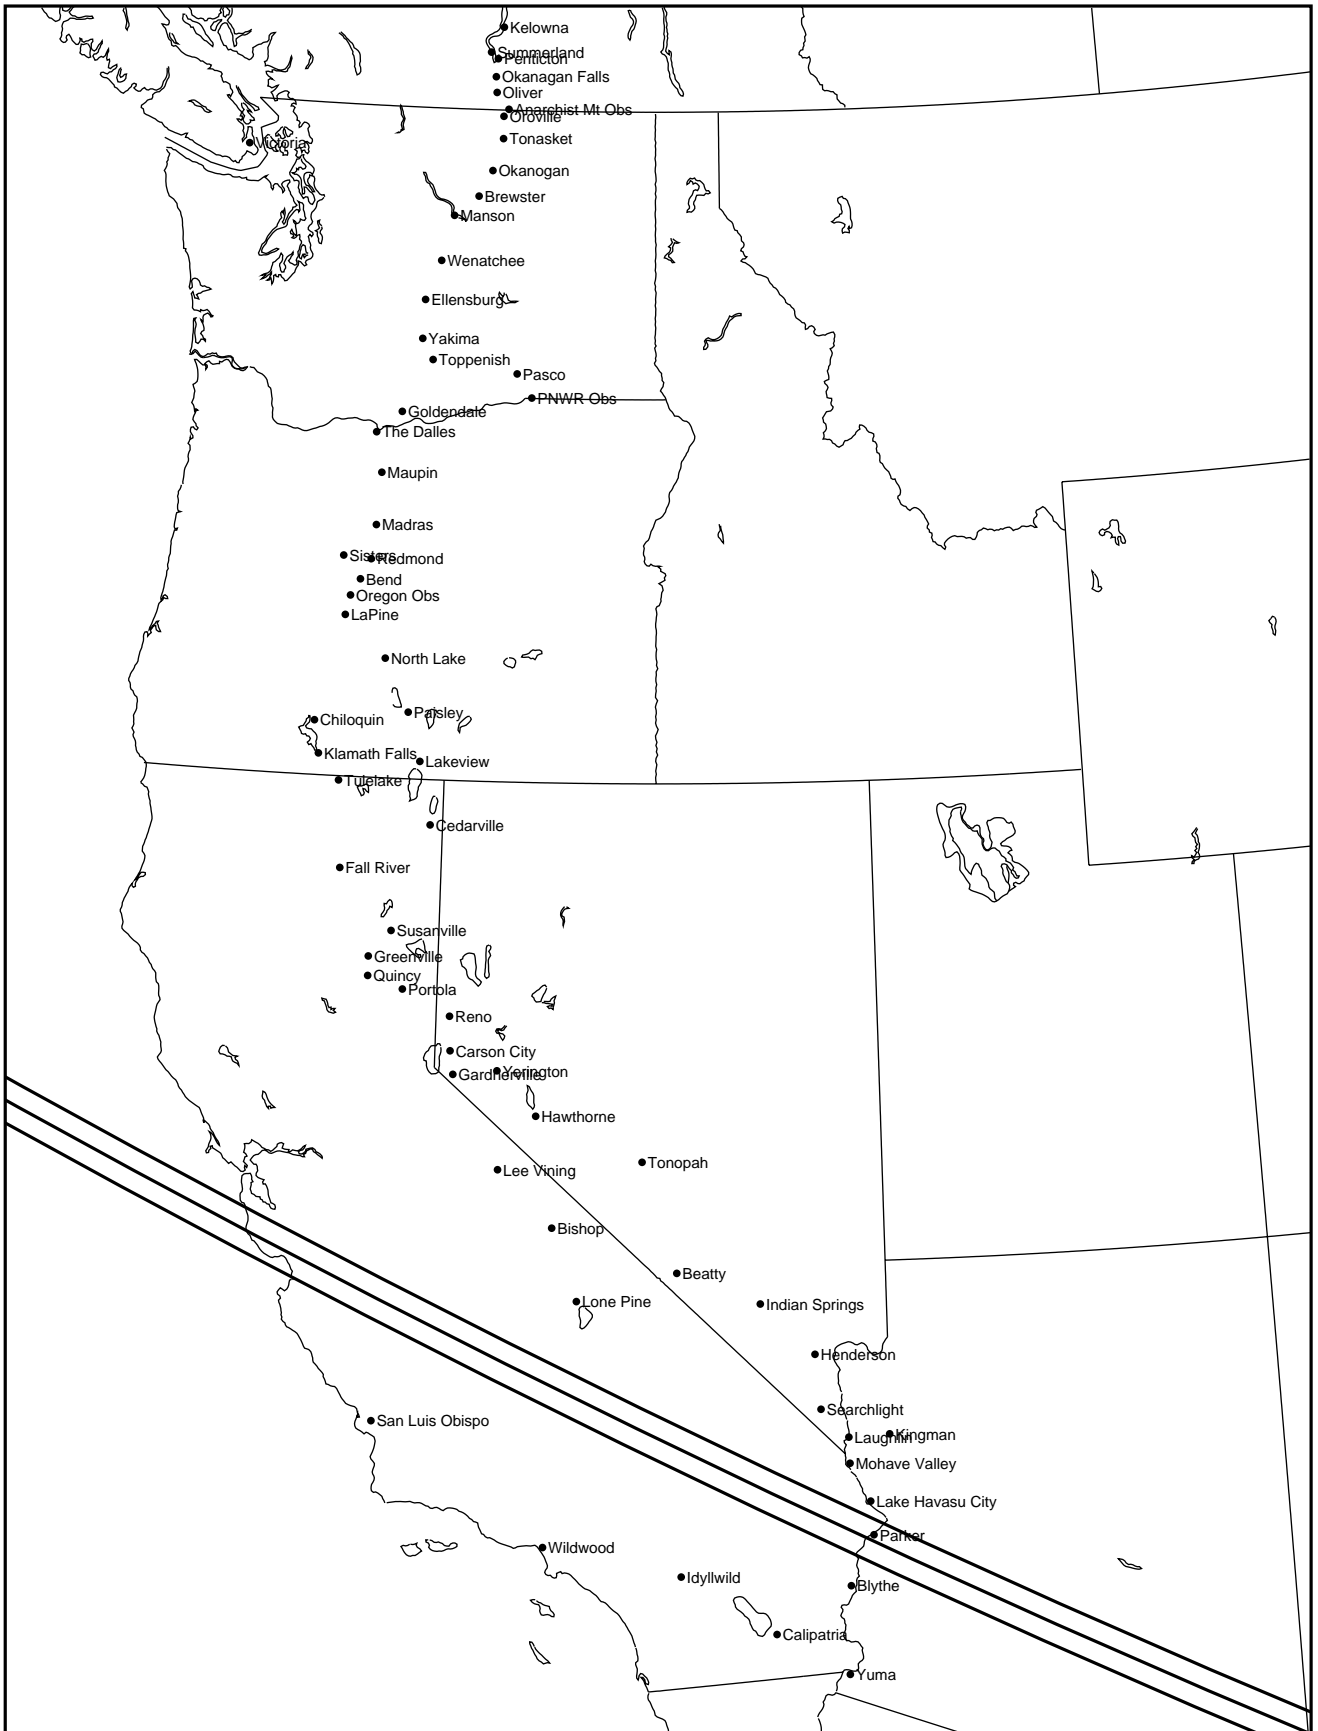 Kelowna
Summerland
Penticton
Okanagan Falls
Oliver
Anarchist Mt Obs
Oroville
Tonasket
Victoria
Okanogan
Brewster
Manson
Wenatchee
Ellensburg
Yakima
Toppenish
Pasco
PNWR Obs
Goldendale
The Dalles
Maupin
Madras
Sisters
Redmond
Bend
Oregon Obs
LaPine
North Lake
Paisley
Chiloquin
Klamath Falls
Lakeview
Tulelake
Cedarville
Fall River
Susanville
Greenville
Quincy
Portola
Reno
Carson City
Yerington
Gardnerville
Hawthorne
Tonopah
Lee Vining
Bishop
Beatty
Lone Pine
Indian Springs
Henderson
Searchlight
San Luis Obispo
Kingman
Laughlin
Mohave Valley
Lake Havasu City
Parker
Wildwood
Idyllwild
Blythe
Calipatria
Yuma